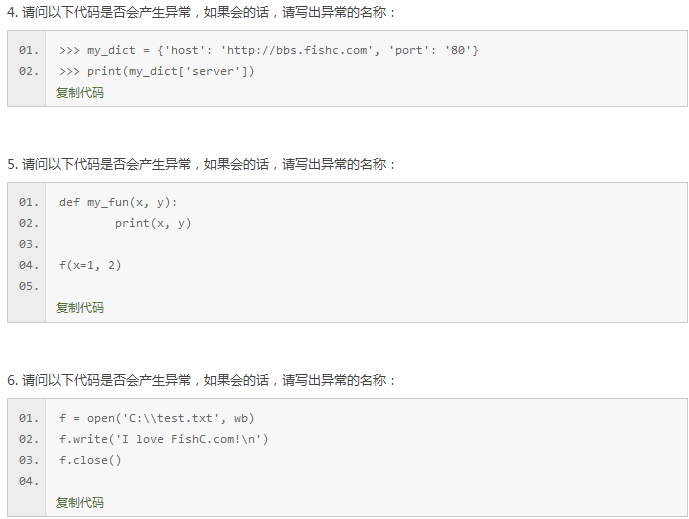 4. 请问以下代码是否会产生异常，如果会的话，请写出异常的名称：
01. >>> my_dict = {'host': 'http://bbs.fishc.com', 'port': '80'}
02. >>> print(my_dict['server'])
复制代码
5. 请问以下代码是否会产生异常，如果会的话，请写出异常的名称：
01. def my_fun(x, y):
02.         print(x, y)
03.
04. f(x=1, 2)
05.
复制代码
6. 请问以下代码是否会产生异常，如果会的话，请写出异常的名称：
01. f = open('C:\\test.txt', wb)
02. f.write('I love FishC.com!\n')
03. f.close()
04.
复制代码